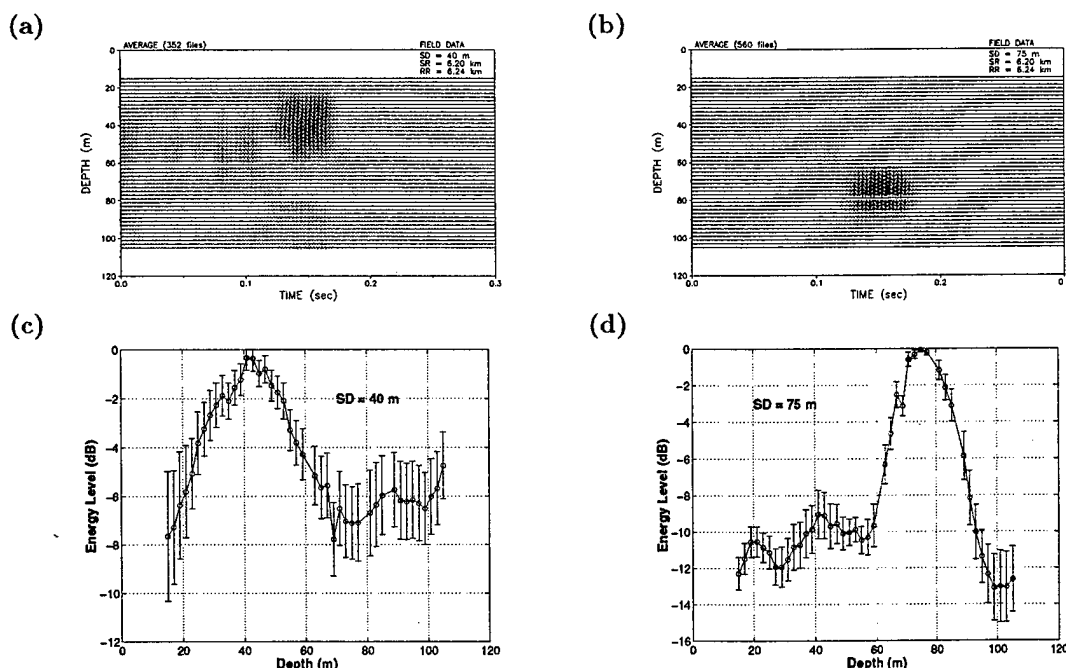 (a)
AVERAGE (352 files)
FIELD DATA
SD = 40 m
SR = 6.20 km
RR = 6.24 km
0
20
40
60
80
100
120
DEPTH (m)
0.0
0.1
0.2
0.3
TIME (sec)
(b)
AVERAGE (560 files)
FIELD DATA
SD = 75 m
SR = 6.20 km
RR = 6.24 km
0
20
40
60
80
100
120
DEPTH (m)
0.0
0.1
0.2
0
TIME (sec)
(c)
0
-2
-4
-6
-8
-10
-12
Energy Level (dB)
SD = 40 m
0
20
40
60
80
100
120
Depth (m)
(d)
0
-2
-4
-6
-8
-10
-12
-14
-16
Energy Level (dB)
SD = 75 m
0
20
40
60
80
100
120
Depth (m)